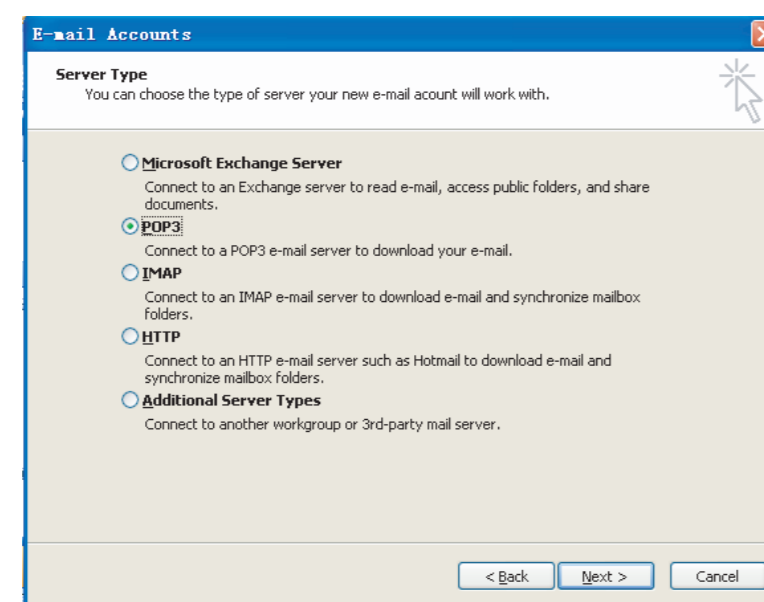 E-mail Accounts
Server Type
You can choose the type of server your new e-mail acount will work with.
Microsoft Exchange Server
Connect to an Exchange server to read e-mail, access public folders, and share
documents.
POP3
Connect to a POP3 e-mail server to download your e-mail.
IMAP
Connect to an IMAP e-mail server to download e-mail and synchronize mailbox
folders.
HTTP
Connect to an HTTP e-mail server such as Hotmail to download e-mail and
synchronize mailbox folders.
Additional Server Types
Connect to another workgroup or 3rd-party mail server.
< Back Next > Cancel